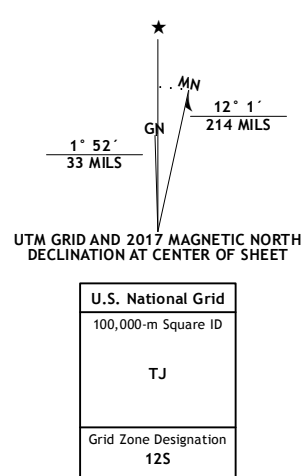 ★
MN
GN
12° 1´
214 MILS
1° 52´
33 MILS
UTM GRID AND 2017 MAGNETIC NORTH
DECLINATION AT CENTER OF SHEET
U.S. National Grid
100,000-m Square ID
TJ
Grid Zone Designation
12S